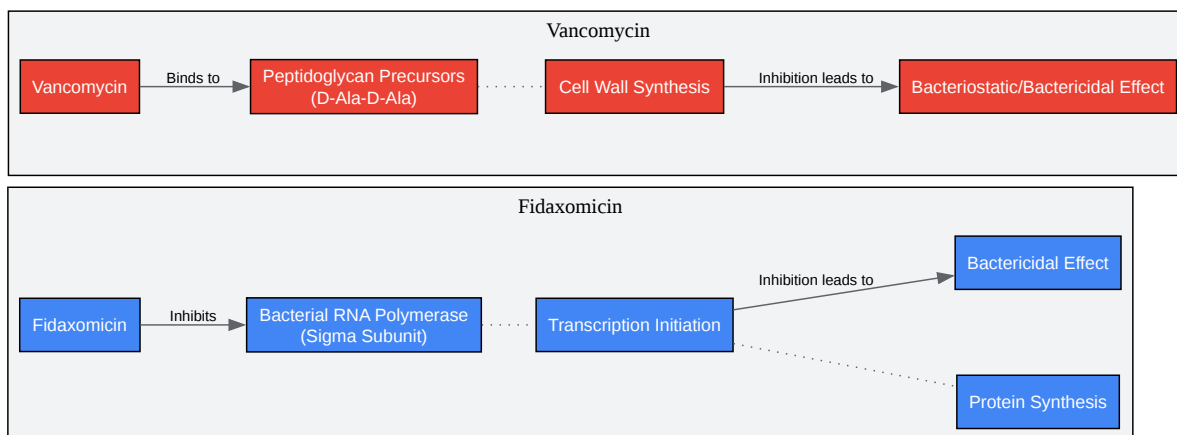 Vancomycin
Vancomycin
Binds to
Peptidoglycan Precursors
(D-Ala-D-Ala)
Cell Wall Synthesis
Inhibition leads to
Bacteriostatic/Bactericidal Effect
Fidaxomicin
Fidaxomicin
Inhibits
Bacterial RNA Polymerase
(Sigma Subunit)
Transcription Initiation
Inhibition leads to
Bactericidal Effect
Protein Synthesis